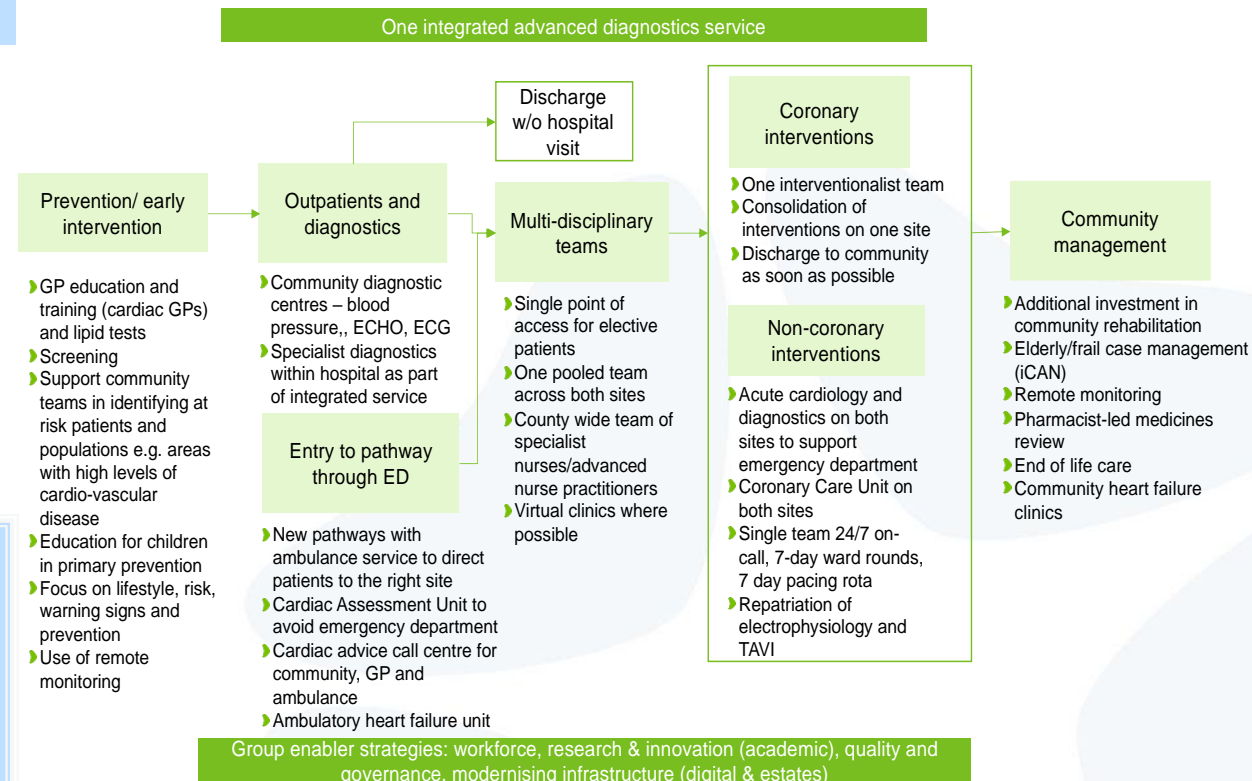 One integrated advanced diagnostics service
Discharge
w/o hospital
visit
Prevention/ early
intervention
GP education and
training (cardiac GPs)
and lipid tests
Screening
Support community
teams in identifying at
risk patients and
populations e.g. areas
with high levels of
cardio-vascular
disease
Education for children
in primary prevention
Focus on lifestyle, risk,
warning signs and
prevention
Use of remote
monitoring
Outpatients and
diagnostics
Community diagnostic
centres – blood
pressure,, ECHO, ECG
Specialist diagnostics
within hospital as part
of integrated service
Entry to pathway
through ED
New pathways with
ambulance service to direct
patients to the right site
Cardiac Assessment Unit to
avoid emergency department
Cardiac advice call centre for
community, GP and
ambulance
Ambulatory heart failure unit
Multi-disciplinary
teams
Single point of
access for elective
patients
One pooled team
across both sites
County wide team of
specialist
nurses/advanced
nurse practitioners
Virtual clinics where
possible
Coronary
interventions
One interventionalist team
Consolidation of
interventions on one site
Discharge to community
as soon as possible
Non-coronary
interventions
Acute cardiology and
diagnostics on both
sites to support
emergency department
Coronary Care Unit on
both sites
Single team 24/7 on-
call, 7-day ward rounds,
7 day pacing rota
Repatriation of
electrophysiology and
TAVI
Community
management
Additional investment in
community rehabilitation
Elderly/frail case management
(iCAN)
Remote monitoring
Pharmacist-led medicines
review
End of life care
Community heart failure
clinics
Group enabler strategies: workforce, research & innovation (academic), quality and
governance, modernising infrastructure (digital & estates)